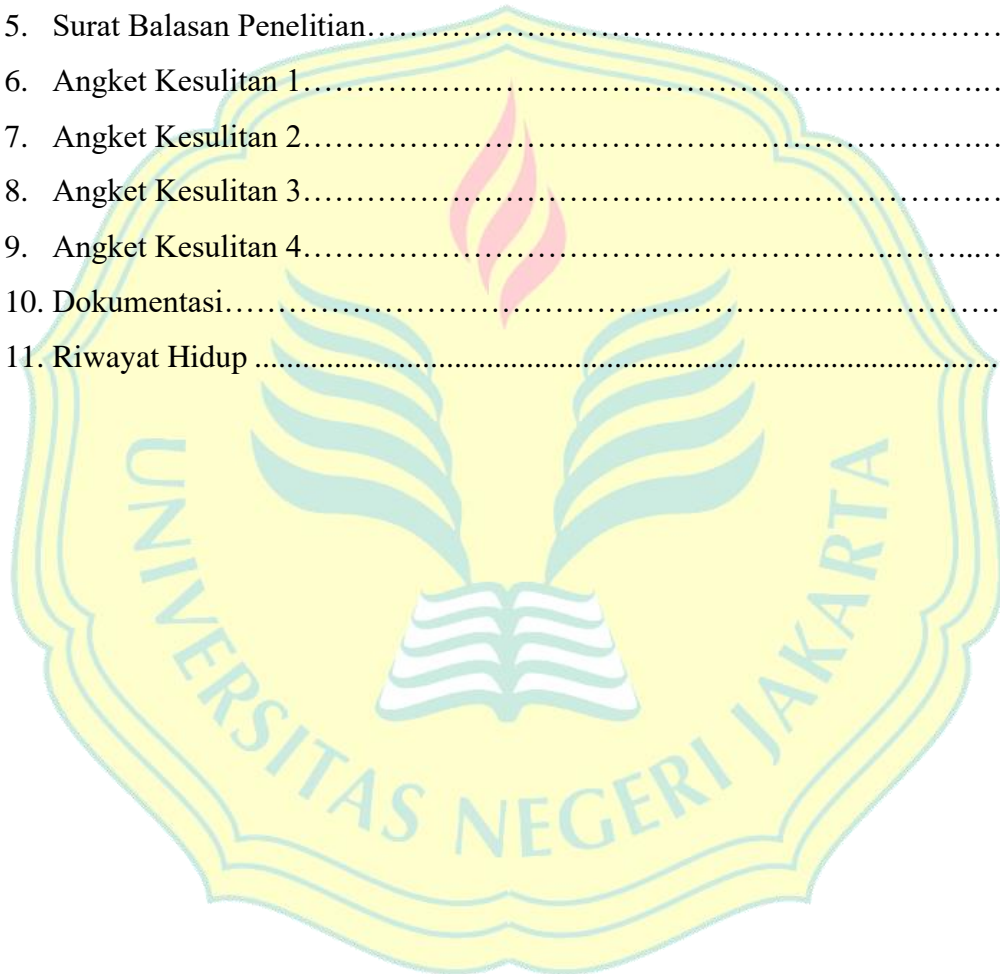 5. Surat Balasan Penelitian……………………………………………………
6. Angket Kesulitan 1……………………………………………………………
7. Angket Kesulitan 2……………………………………………………………
8. Angket Kesulitan 3……………………………………………………………
9. Angket Kesulitan 4……………………………………………………………
10. Dokumentasi……………………………………………………………………
11. Riwayat Hidup ..........................................................................................
UNIVERSITAS NEGERI JAKARTA